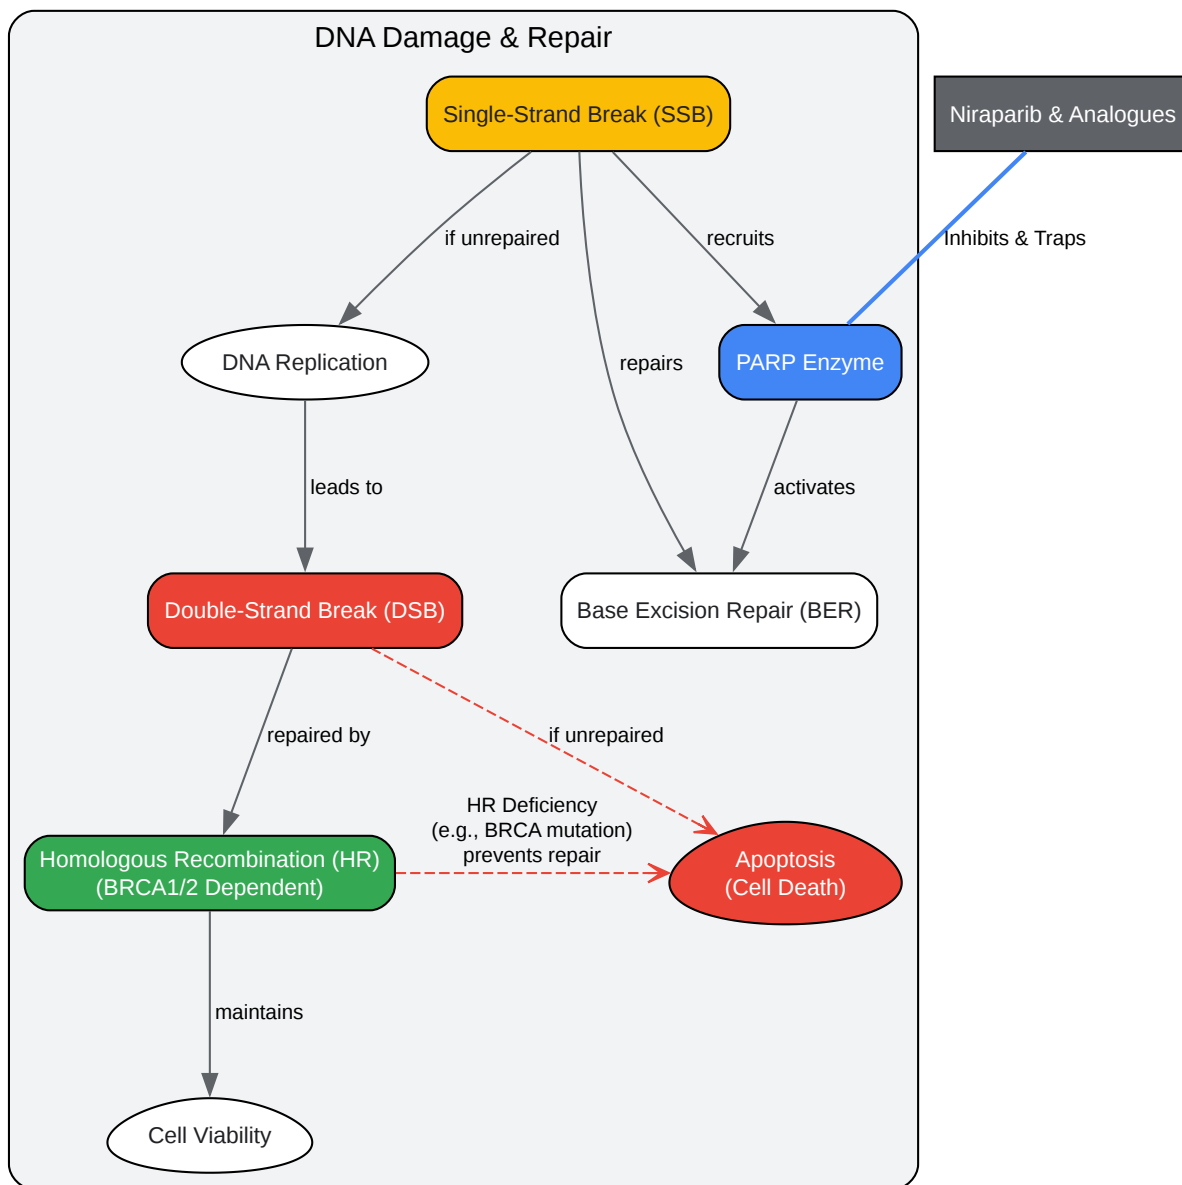 DNA Damage & Repair
Single-Strand Break (SSB)
Niraparib & Analogues
if unrepaired
recruits
Inhibits & Traps
DNA Replication
repairs
PARP Enzyme
leads to
activates
Double-Strand Break (DSB)
Base Excision Repair (BER)
repaired by
if unrepaired
HR Deficiency
(e.g., BRCA mutation)
prevents repair
Homologous Recombination (HR)
(BRCA1/2 Dependent)
Apoptosis
(Cell Death)
maintains
Cell Viability